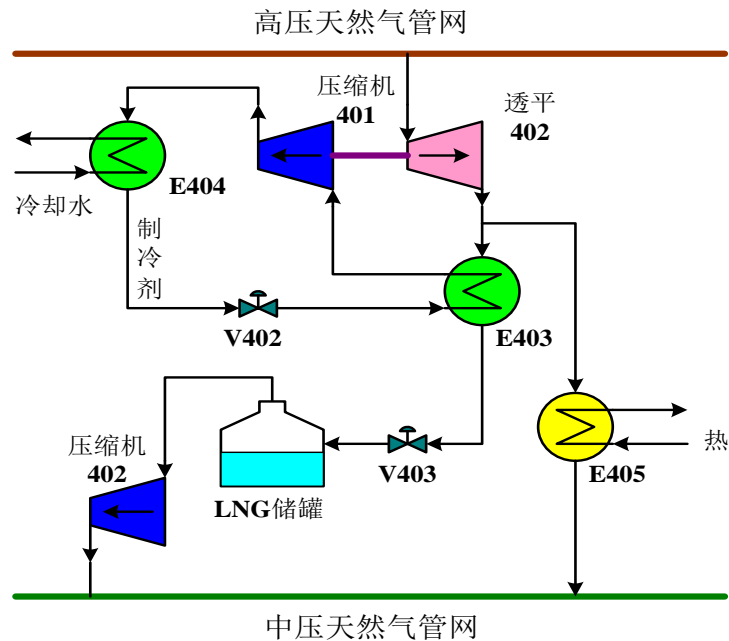 高压天然气管网
压缩机
401
透平
402
E404
冷却水
制
冷
剂
V402
E403
压缩机
402
V403
热
E405
LNG储罐
中压天然气管网